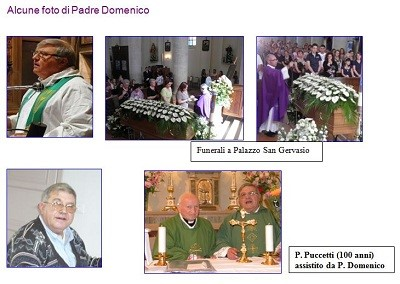 Alcune foto di Padre Domenico
Funerali a Palazzo San Gervasio
P. Puccetti (100 anni)
assistito da P. Domenico